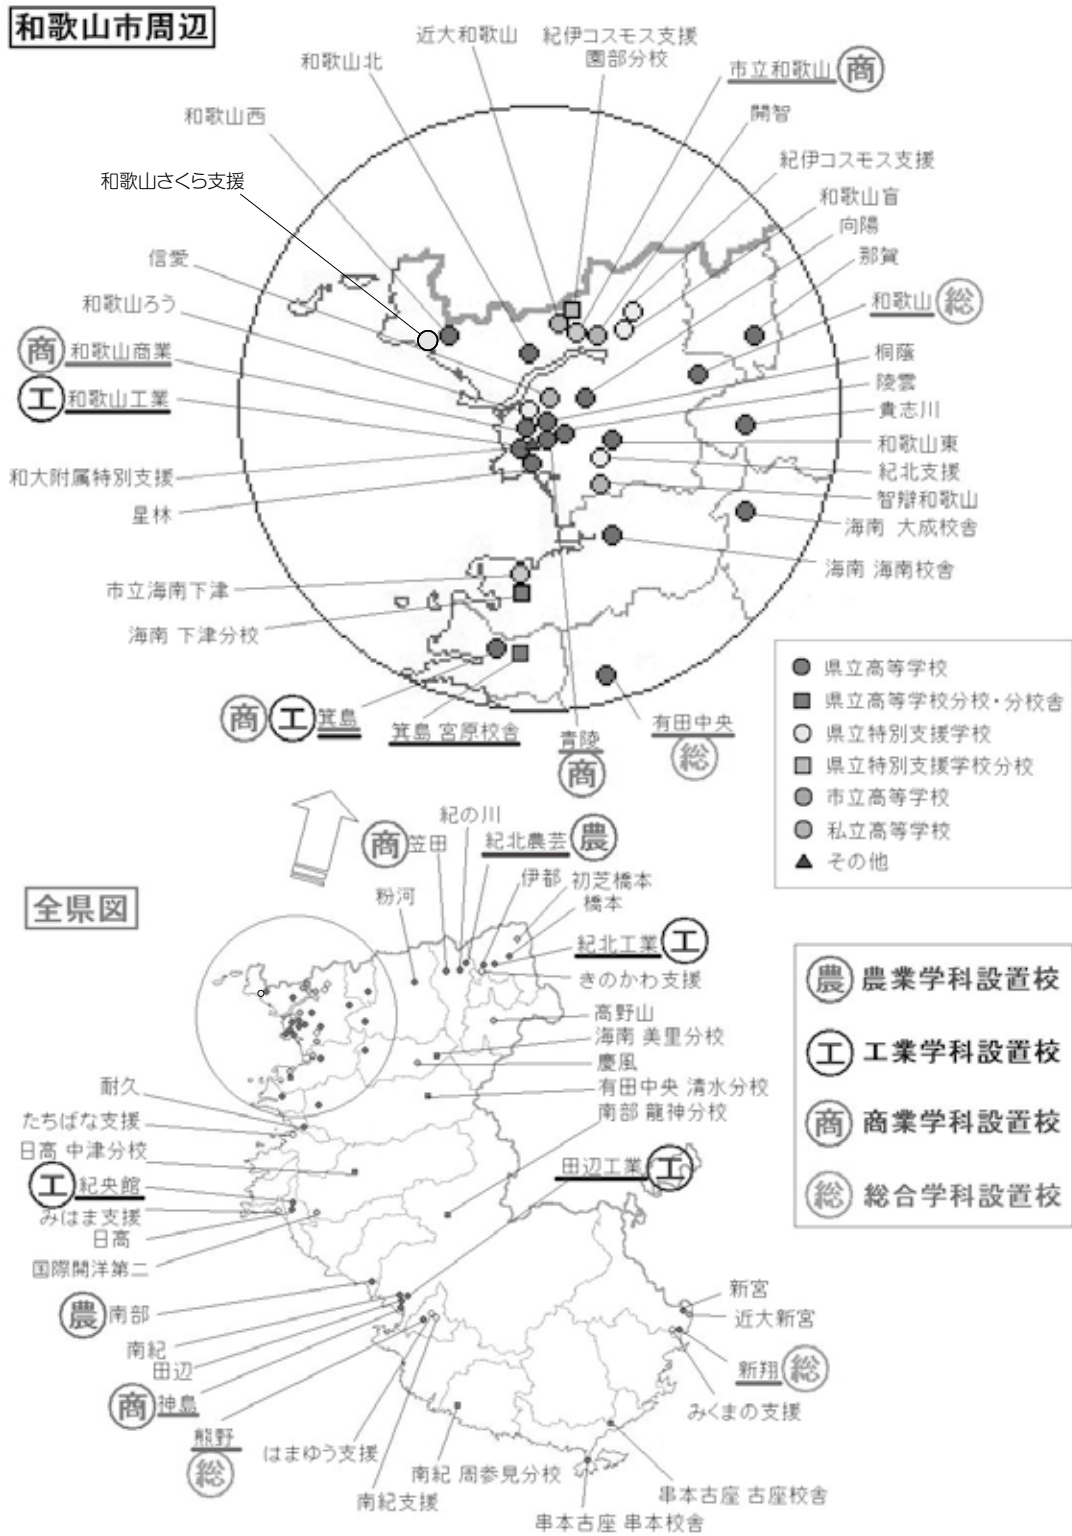 和歌山市周辺
近大和歌山
紀伊コスモス支援
園部分校
和歌山北
市立和歌山 商
和歌山西
開智
紀伊コスモス支援
和歌山さくら支援
和歌山盲
向陽
信愛
那賀
和歌山ろう
和歌山 総
商 和歌山商業
桐蔭
工 和歌山工業
陵雲
貴志川
和歌山東
和大附属特別支援
紀北支援
星林
智辯和歌山
海南 大成校舎
海南 海南校舎
市立海南下津
海南 下津分校
商 工 箕島
箕島 宮原校舎
青陵
商
有田中央
総
県立高等学校
県立高等学校分校・分校舎
県立特別支援学校
県立特別支援学校分校
市立高等学校
私立高等学校
その他
全県図
紀の川
商 笠田
紀北農芸 農
粉河
伊都
初芝橋本
橋本
紀北工業 工
きのかわ支援
高野山
海南 美里分校
慶風
有田中央 清水分校
南部 龍神分校
耐久
たちばな支援
日高 中津分校
田辺工業 工
工 紀央館
みはま支援
日高
国際開洋第二
農 南部
南紀
田辺
商 神島
熊野
総
はまゆう支援
南紀支援
南紀 周参見分校
串本古座 串本校舎
串本古座 古座校舎
みくまの支援
新翔 総
近大新宮
新宮
農 農業学科設置校
工 工業学科設置校
商 商業学科設置校
総 総合学科設置校